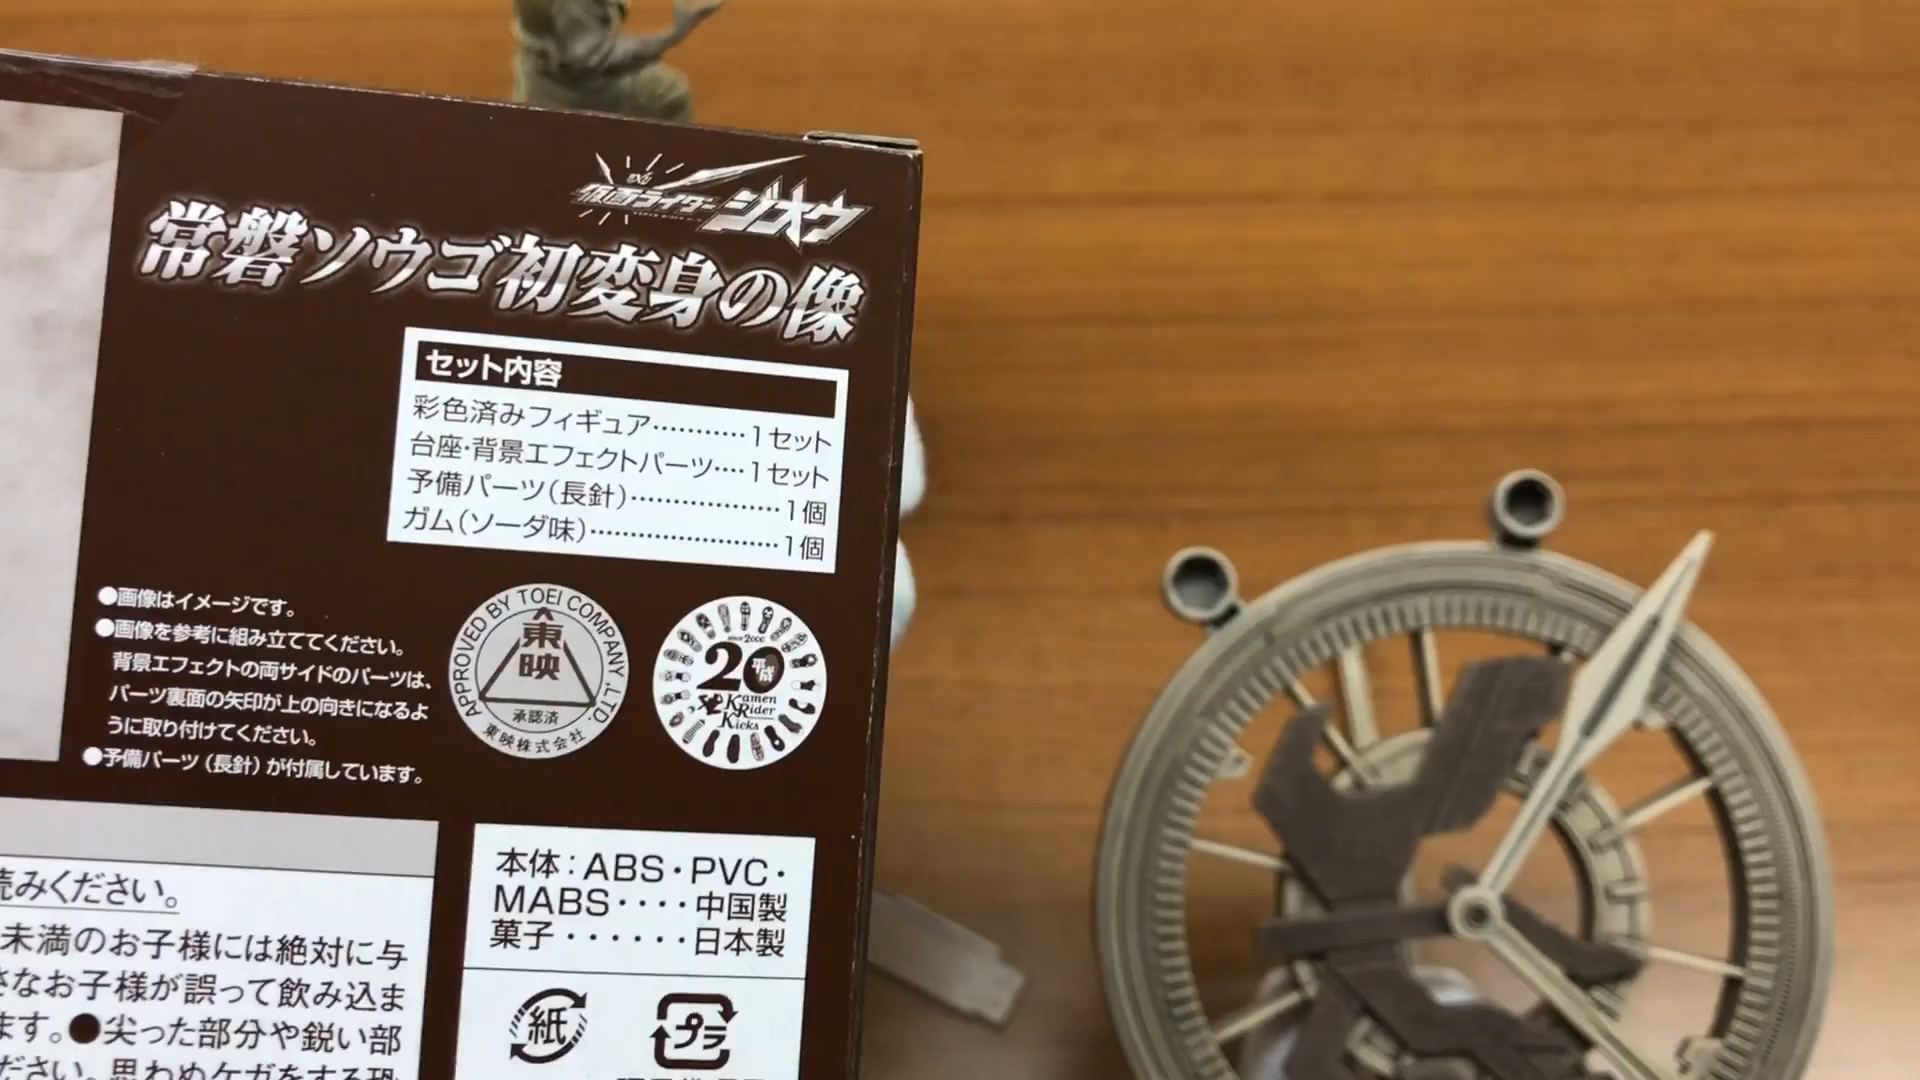 仮面ライダージオウ
常磐ソウゴ初変身の像
セット内容
彩色済みフィギュア…………1セット
台座・背景エフェクトパーツ‥‥1セット
予備パーツ(長針)………………1個
ガム(ソーダ味)……………………1個
●画像はイメージです。
●画像を参考に組み立ててください。
背景エフェクトの両サイドのパーツは、
パーツ裏面の矢印が上の向きになるよ
うに取り付けてください。
●予備パーツ(長針)が付属しています。
APPROVED BY TOEI COMPANY, LTD.
東映
承認済
東映株式会社
since 2000
20
平成
Kamen
Rider
Kicks
本体:ABS・PVC・
MABS‥‥中国製
菓子‥‥‥日本製
紙
プラ
読みください。
未満のお子様には絶対に与
さなお子様が誤って飲み込ま
ます。●尖った部分や鋭い部
ださい。思わぬケガをする恐